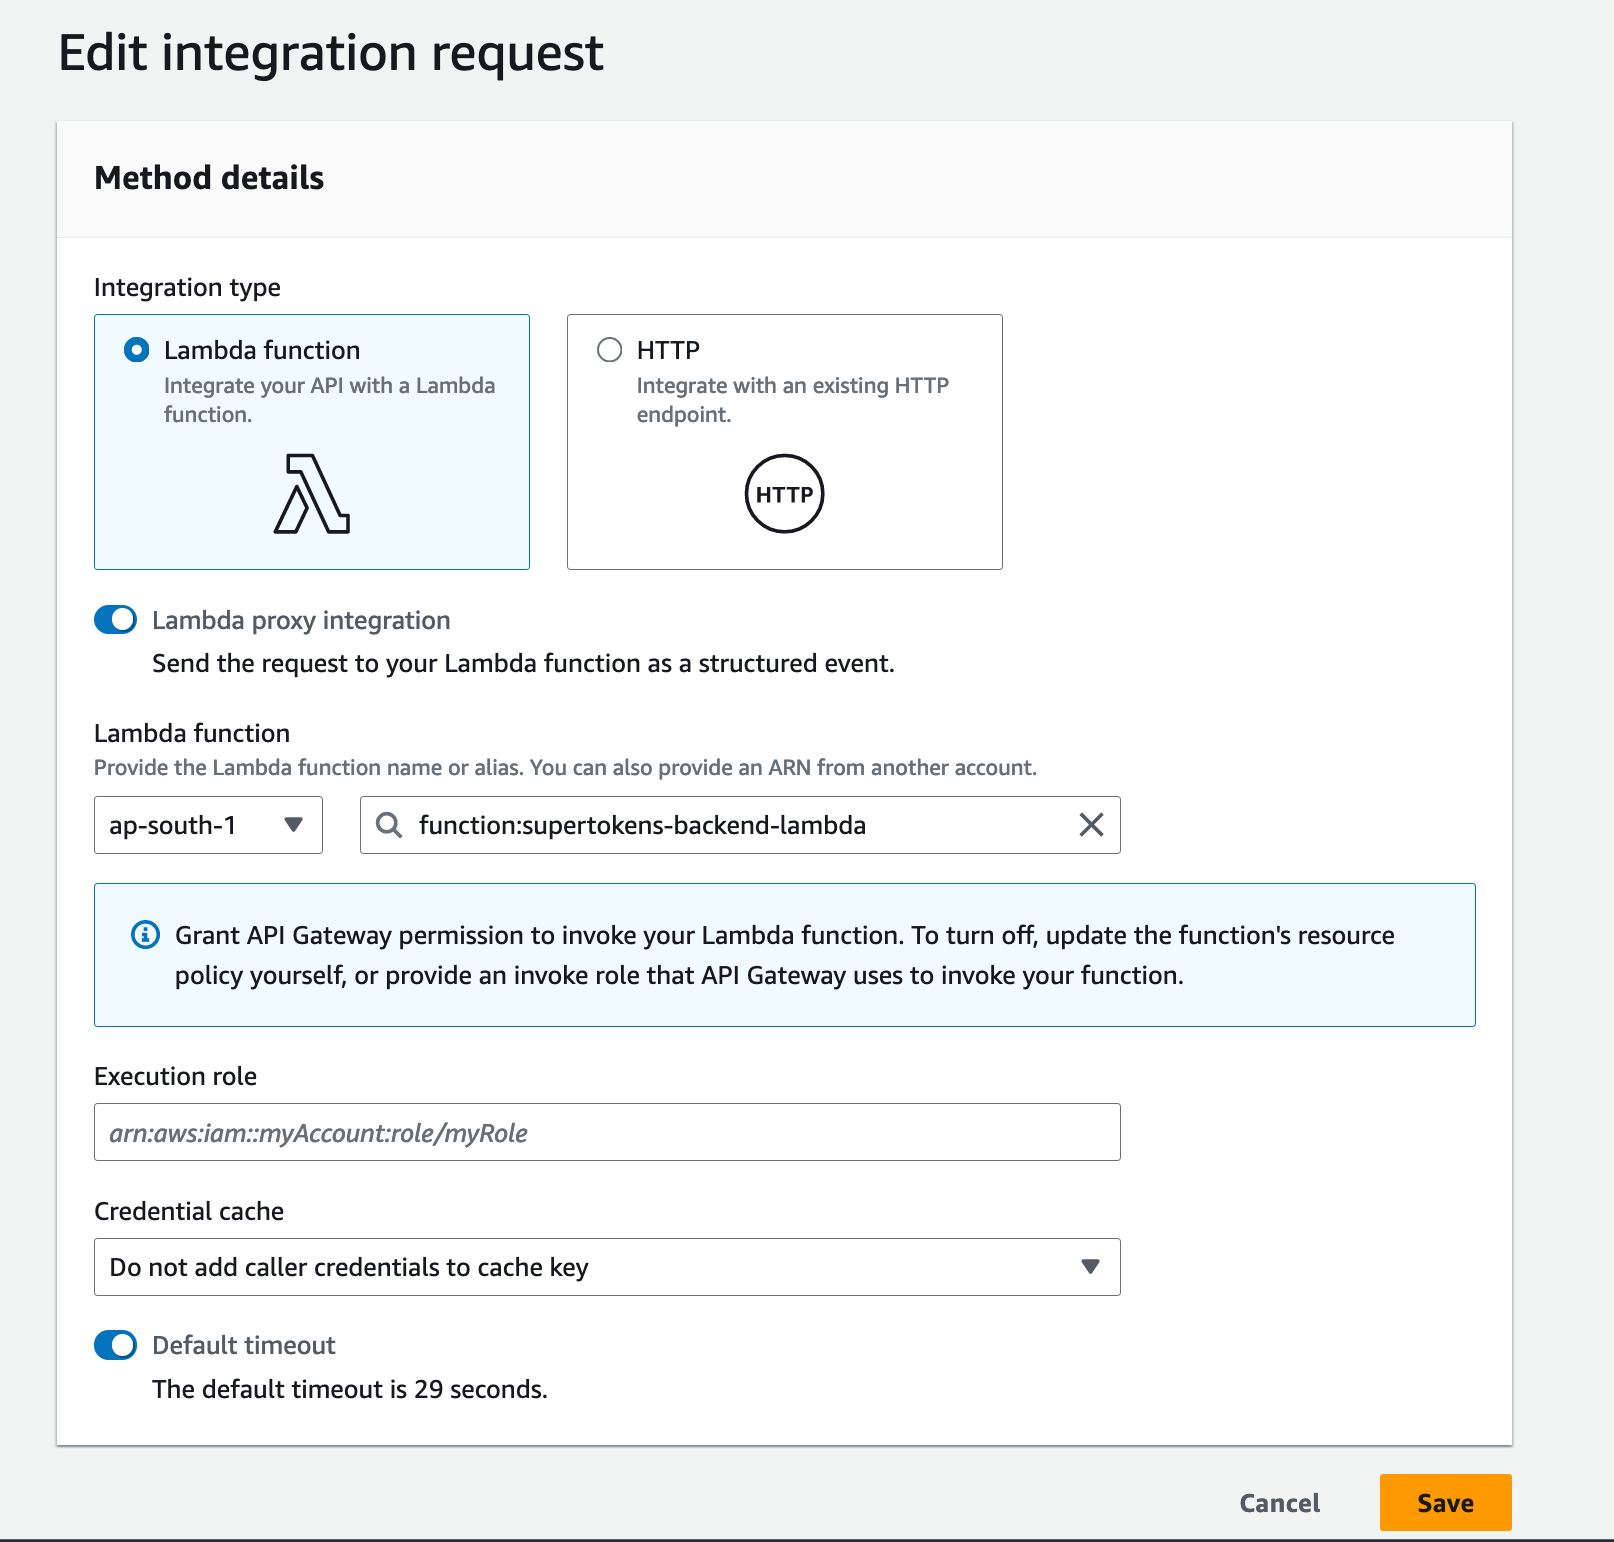 Edit integration request
Method details
Integration type
Lambda function
Integrate your API with a Lambda
function.
HTTP
Integrate with an existing HTTP
endpoint.
HTTP
Lambda proxy integration
Send the request to your Lambda function as a structured event.
Lambda function
Provide the Lambda function name or alias. You can also provide an ARN from another account.
ap-south-1
function:supertokens-backend-lambda
Grant API Gateway permission to invoke your Lambda function. To turn off, update the function's resource
policy yourself, or provide an invoke role that API Gateway uses to invoke your function.
Execution role
arn:aws:iam::myAccount:role/myRole
Credential cache
Do not add caller credentials to cache key
Default timeout
The default timeout is 29 seconds.
Cancel
Save